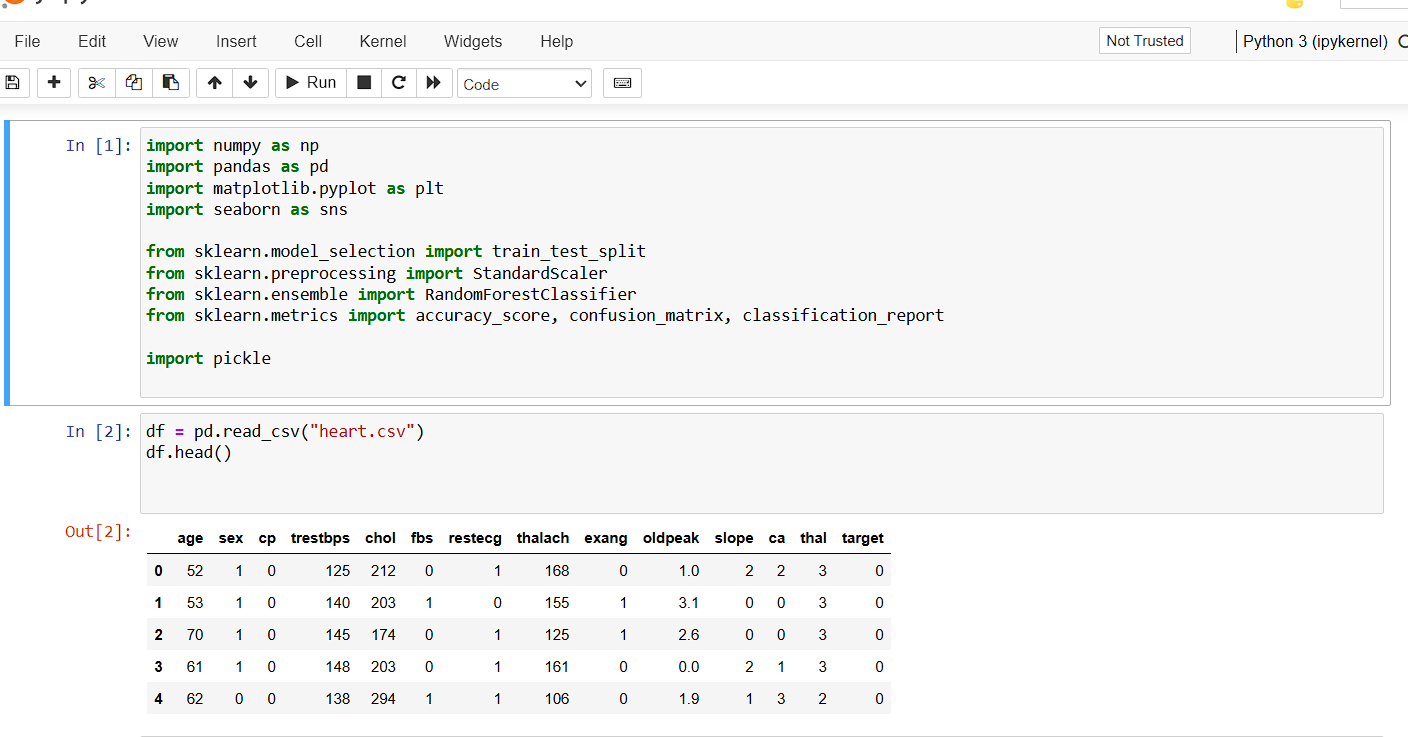 File Edit View Insert Cell Kernel Widgets Help Not Trusted Python 3 (ipykernel)
Run Code
In [1]: import numpy as np
import pandas as pd
import matplotlib.pyplot as plt
import seaborn as sns
from sklearn.model_selection import train_test_split
from sklearn.preprocessing import StandardScaler
from sklearn.ensemble import RandomForestClassifier
from sklearn.metrics import accuracy_score, confusion_matrix, classification_report
import pickle
In [2]: df = pd.read_csv("heart.csv")
df.head()
Out[2]:
age sex cp trestbps chol fbs restecg thalach exang oldpeak slope ca thal target
0 52 1 0 125 212 0 1 168 0 1.0 2 2 3 0
1 53 1 0 140 203 1 0 155 1 3.1 0 0 3 0
2 70 1 0 145 174 0 1 125 1 2.6 0 0 3 0
3 61 1 0 148 203 0 1 161 0 0.0 2 1 3 0
4 62 0 0 138 294 1 1 106 0 1.9 1 3 2 0